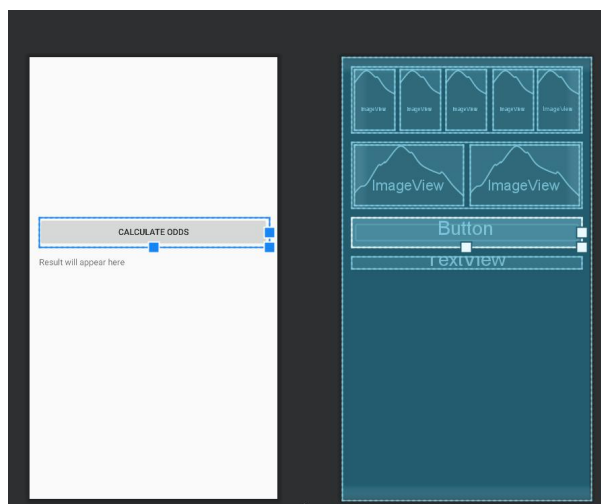 CALCULATE ODDS
Result will appear here
ImageView
ImageView
ImageView
ImageView
ImageView
ImageView
ImageView
Button
TextView